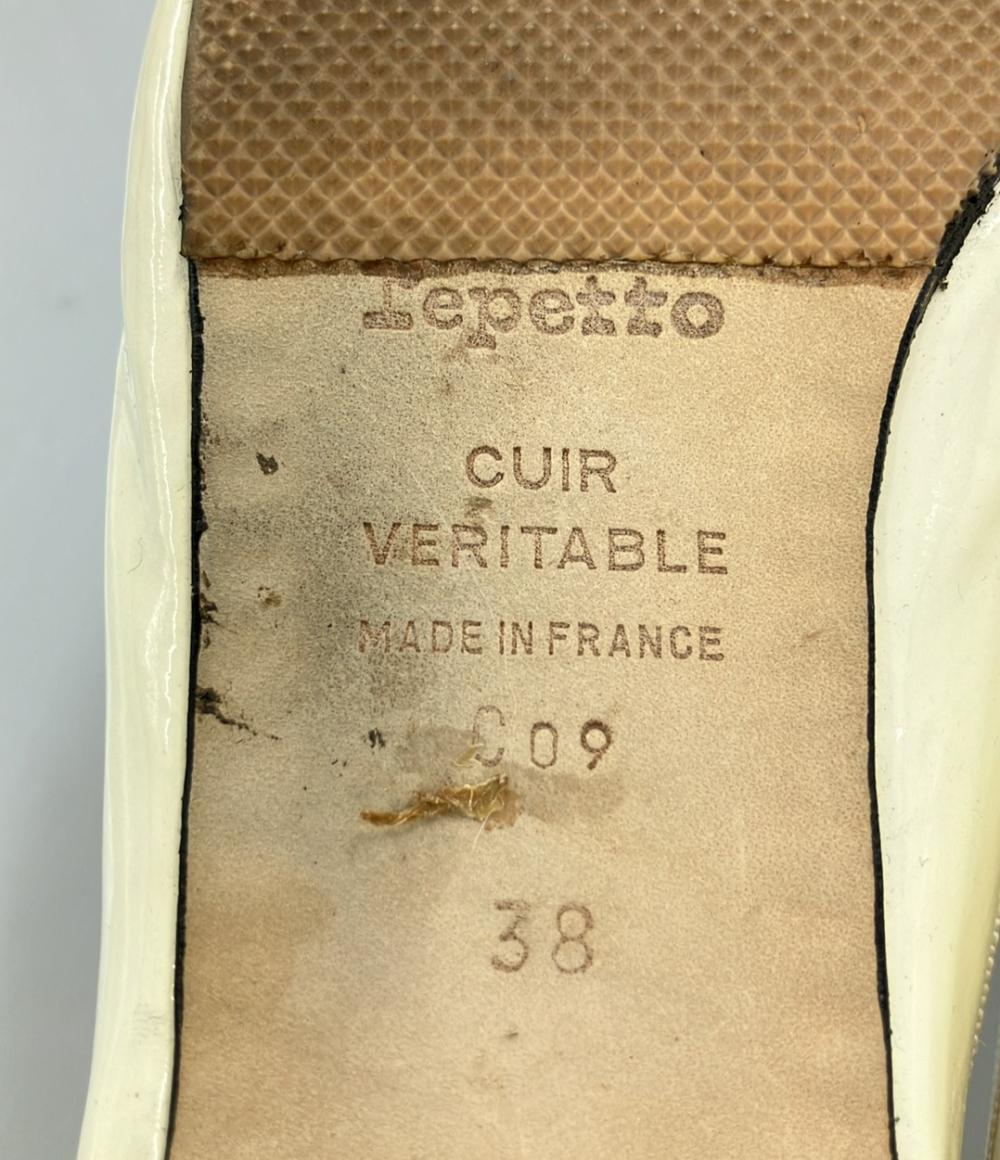 repetto
CUIR
VERITABLE
MADE IN FRANCE
C09
38